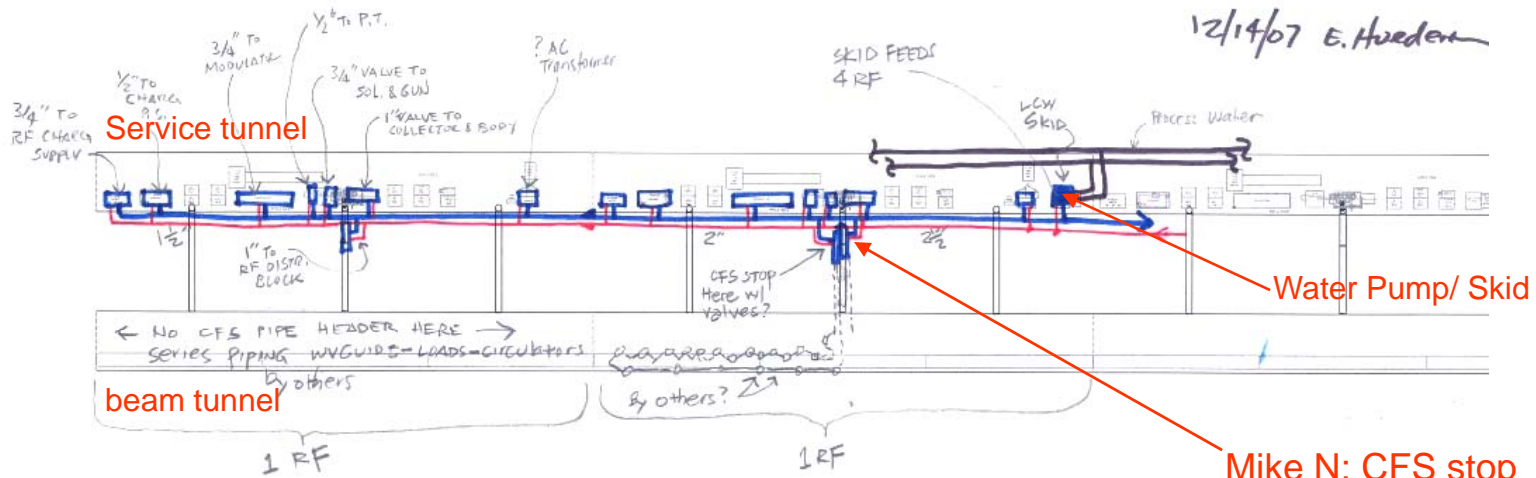 12/14/07 E. Huedem
1/2" TO P.T.
3/4" TO
MODULATR
? AC
Transformer
SKID FEEDS
4 RF
1/2" TO
CHARG.
P.S.
3/4" VALVE TO
SOL. & GUN
3/4" TO
RF CHARG
SUPPLY
Service tunnel
1" VALVE TO
COLLECTOR & BODY
LCW
SKID
Process Water
1 1/2"
2"
2 1/2"
1" TO
RF DISTR.
BLOCK
CFS STOP
Here w/
valves?
Water Pump/ Skid
← NO CFS PIPE HEADER HERE →
series PIPING WVGUIDE-LOADS-circulators
By others
beam tunnel
By others?
1 RF
1 RF
Mike N: CFS stop